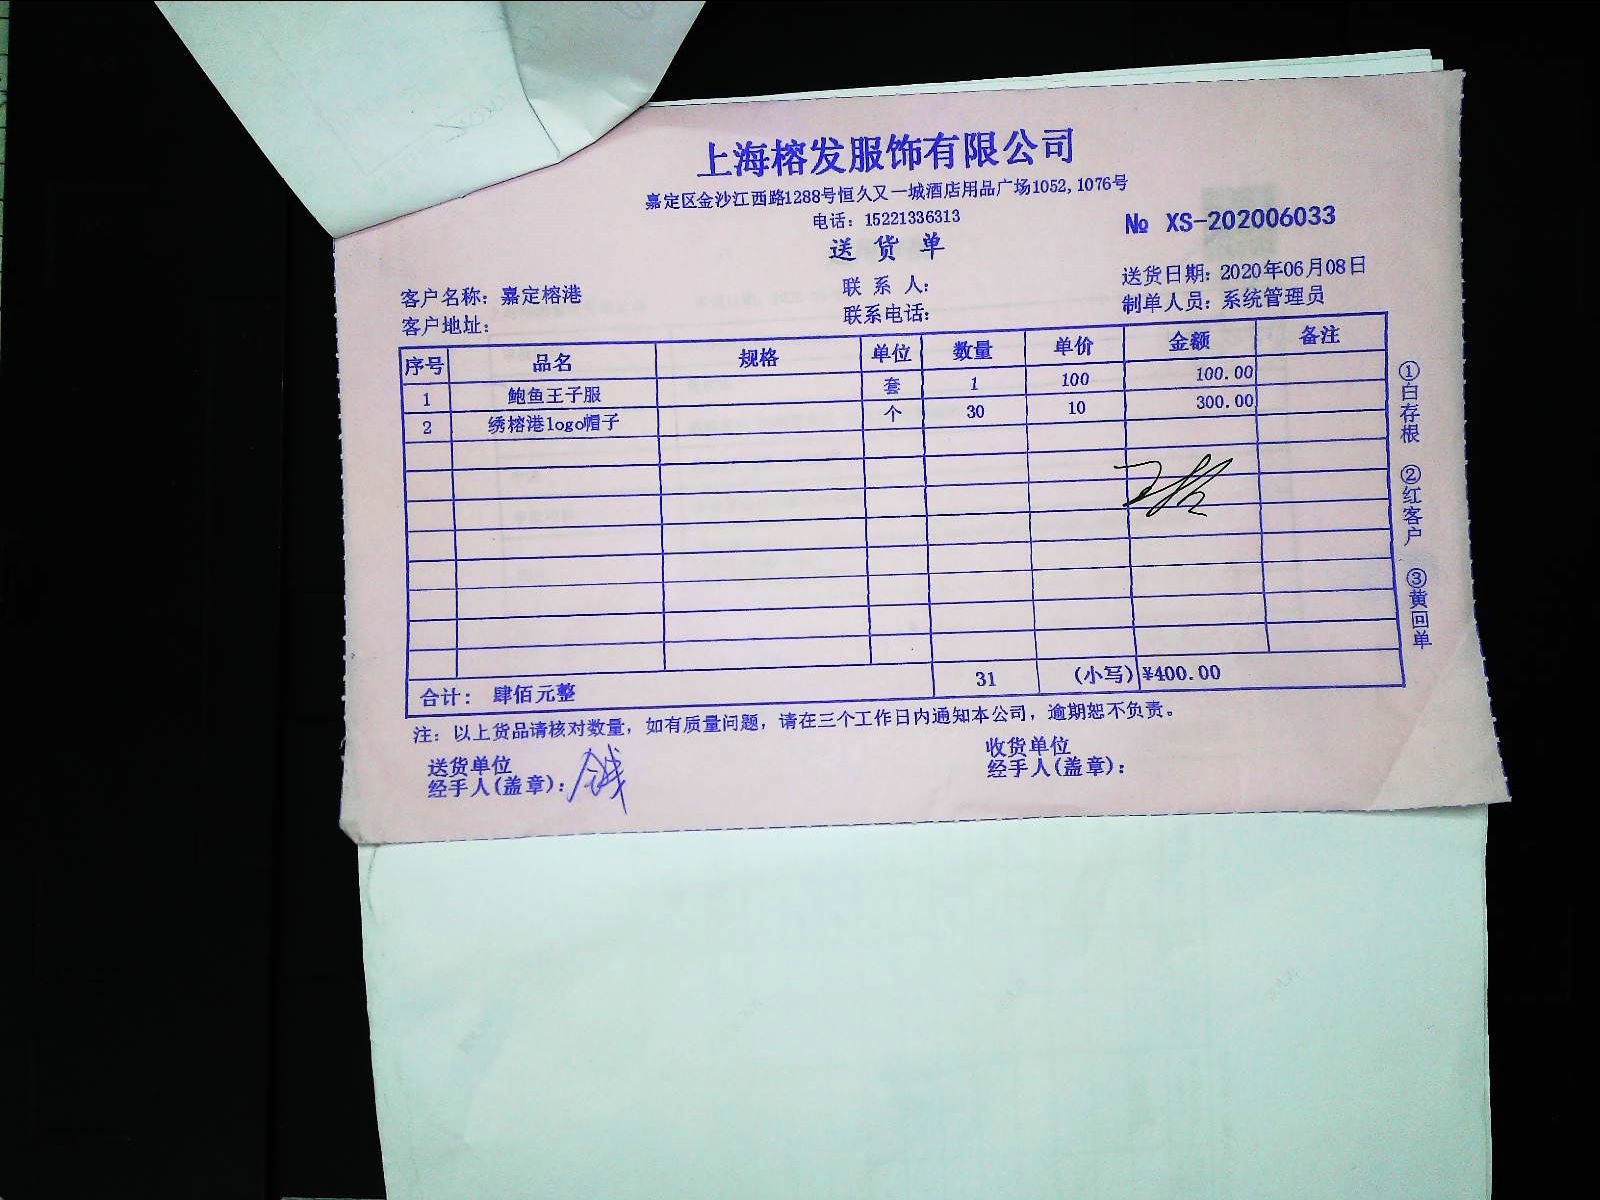 上海榕发服饰有限公司
嘉定区金沙江西路1288号恒久又一城酒店用品广场1052,1076号
电话：15221336313
№ XS-202006033
送货单
客户名称：嘉定榕港 联系人： 送货日期：2020年06月08日
客户地址： 联系电话： 制单人员：系统管理员
序号 品名 规格 单位 数量 单价 金额 备注
1 鲍鱼王子服 套 1 100 100.00
2 绣榕港logo帽子 个 30 10 300.00
合计：肆佰元整 31 (小写) ¥400.00
注：以上货品请核对数量，如有质量问题，请在三个工作日内通知本公司，逾期恕不负责。
送货单位 收货单位
经手人(盖章)： 经手人(盖章)：
①白存根 ②红客户 ③黄回单